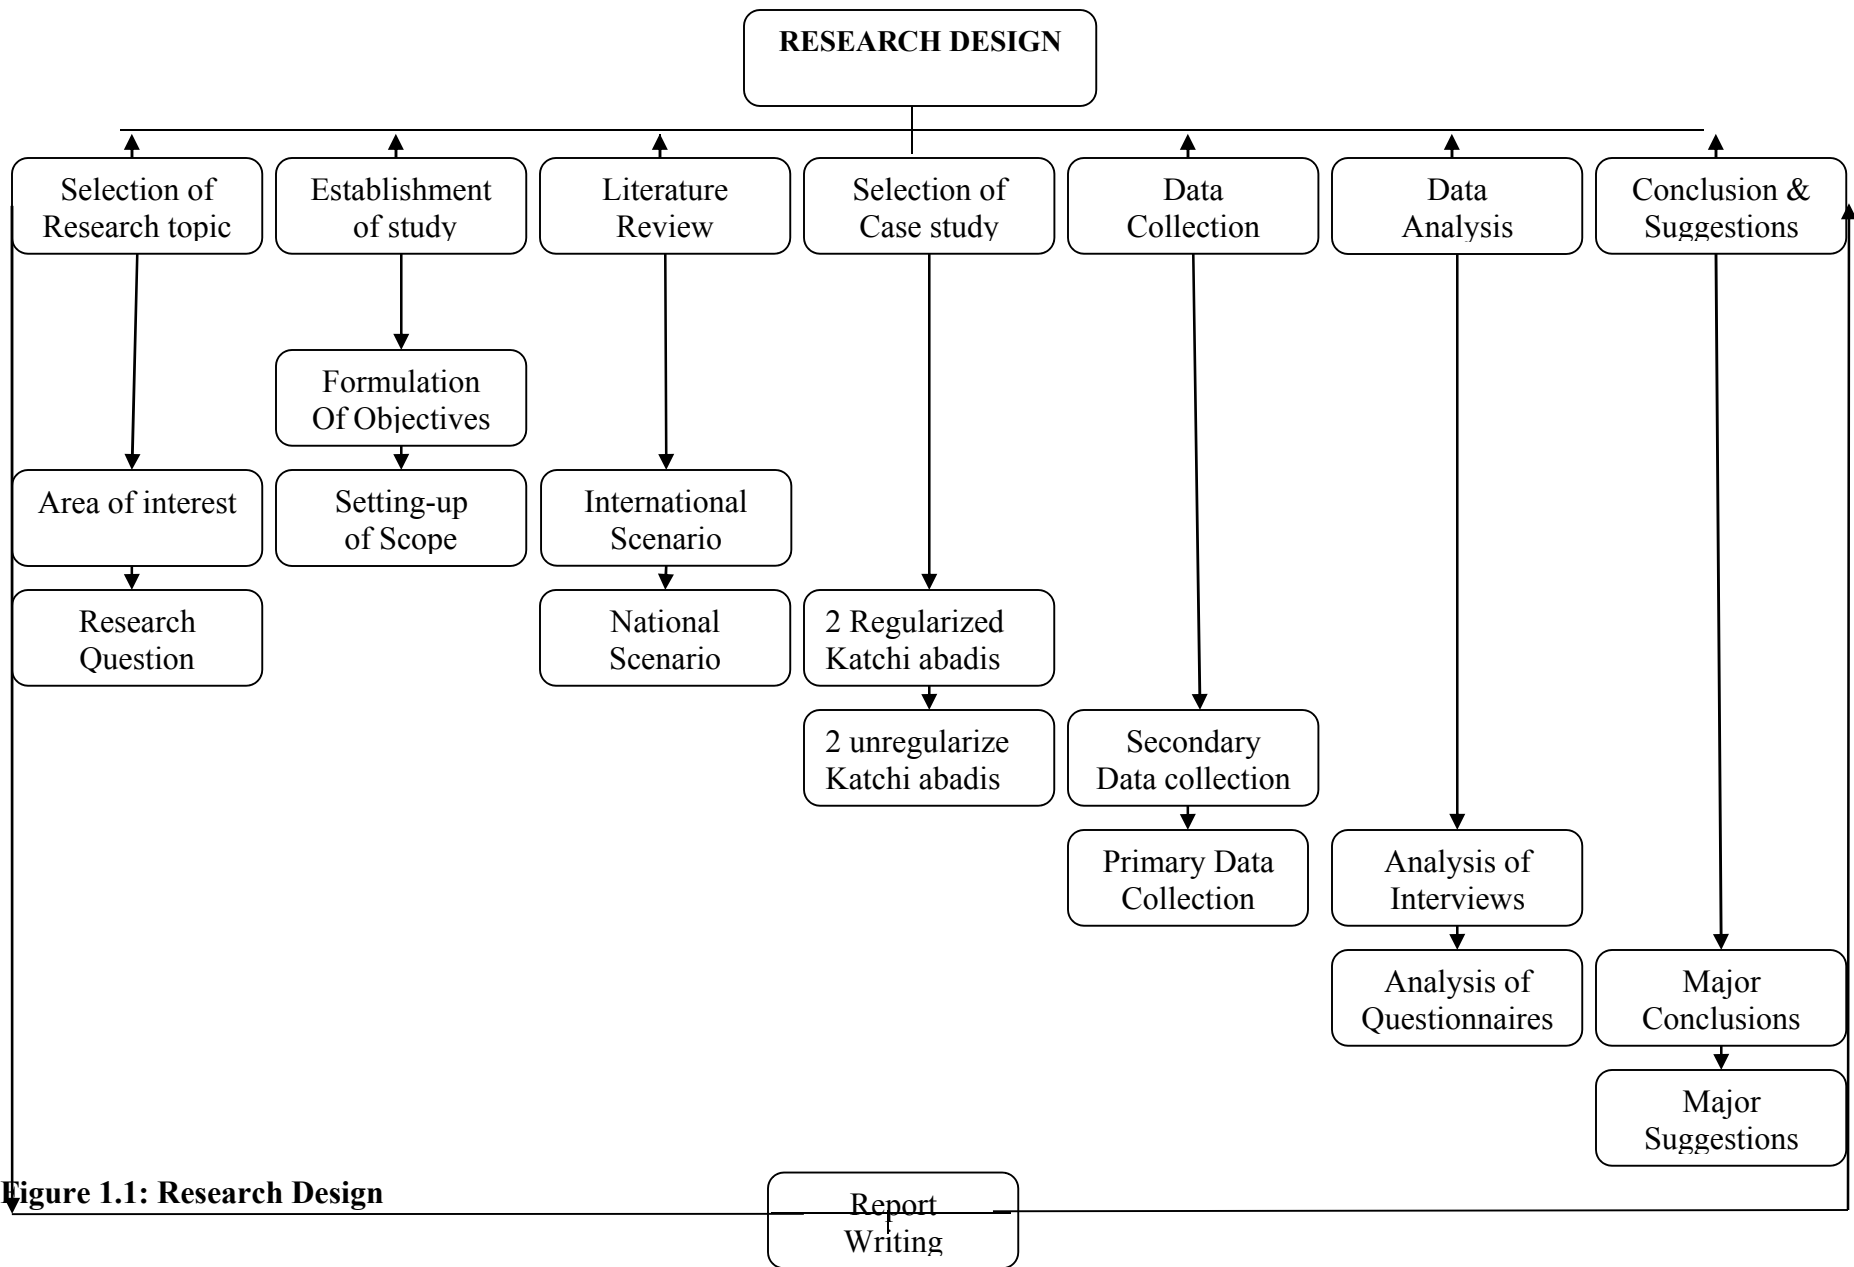 RESEARCH DESIGN
Selection of
Research topic
Establishment
of study
Literature
Review
Selection of
Case study
Data
Collection
Data
Analysis
Conclusion &
Suggestions
Formulation
Of Objectives
Area of interest
Setting-up
of Scope
International
Scenario
Research
Question
National
Scenario
2 Regularized
Katchi abadis
2 unregularize
Katchi abadis
Secondary
Data collection
Primary Data
Collection
Analysis of
Interviews
Analysis of
Questionnaires
Major
Conclusions
Major
Suggestions
Figure 1.1: Research Design
Report
Writing